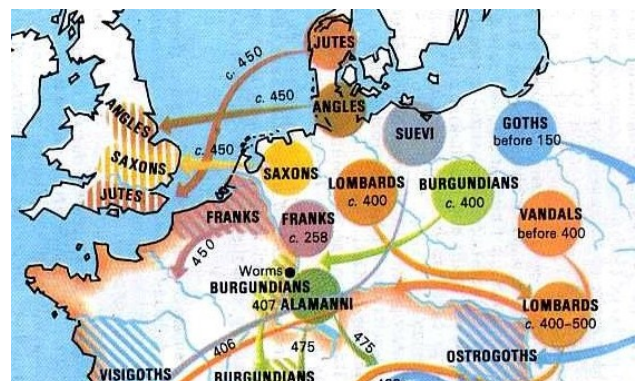 JUTES
c. 450
c. 450
ANGLES
ANGLES
SUEVI
GOTHS
before 150
c. 450
SAXONS
SAXONS
LOMBARDS
c. 400
BURGUNDIANS
c. 400
JUTES
FRANKS
FRANKS
c. 258
VANDALS
before 400
450
Worms
BURGUNDIANS
407 ALAMANNI
LOMBARDS
c. 400–500
406
475
475
OSTROGOTHS
VISIGOTHS
BURGUNDIANS